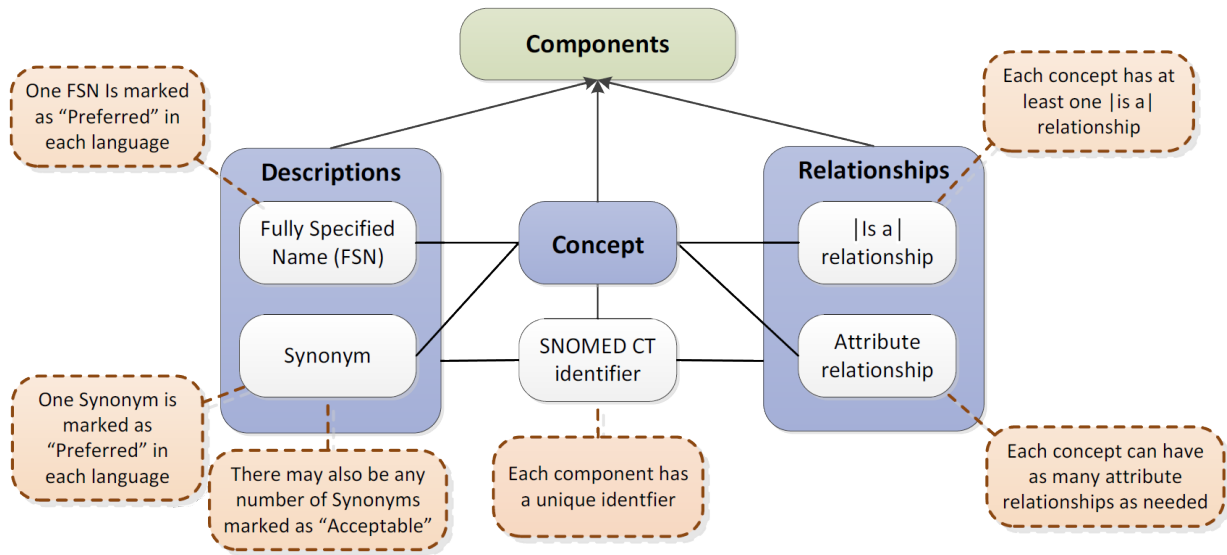 Components
One FSN Is marked
as “Preferred” in
each language
Each concept has at
least one |is a|
relationship
Descriptions
Fully Specified
Name (FSN)
Synonym
Concept
SNOMED CT
identifier
Relationships
|Is a|
relationship
Attribute
relationship
One Synonym is
marked as
“Preferred” in
each language
There may also be any
number of Synonyms
marked as “Acceptable”
Each component has
a unique identfier
Each concept can have
as many attribute
relationships as needed